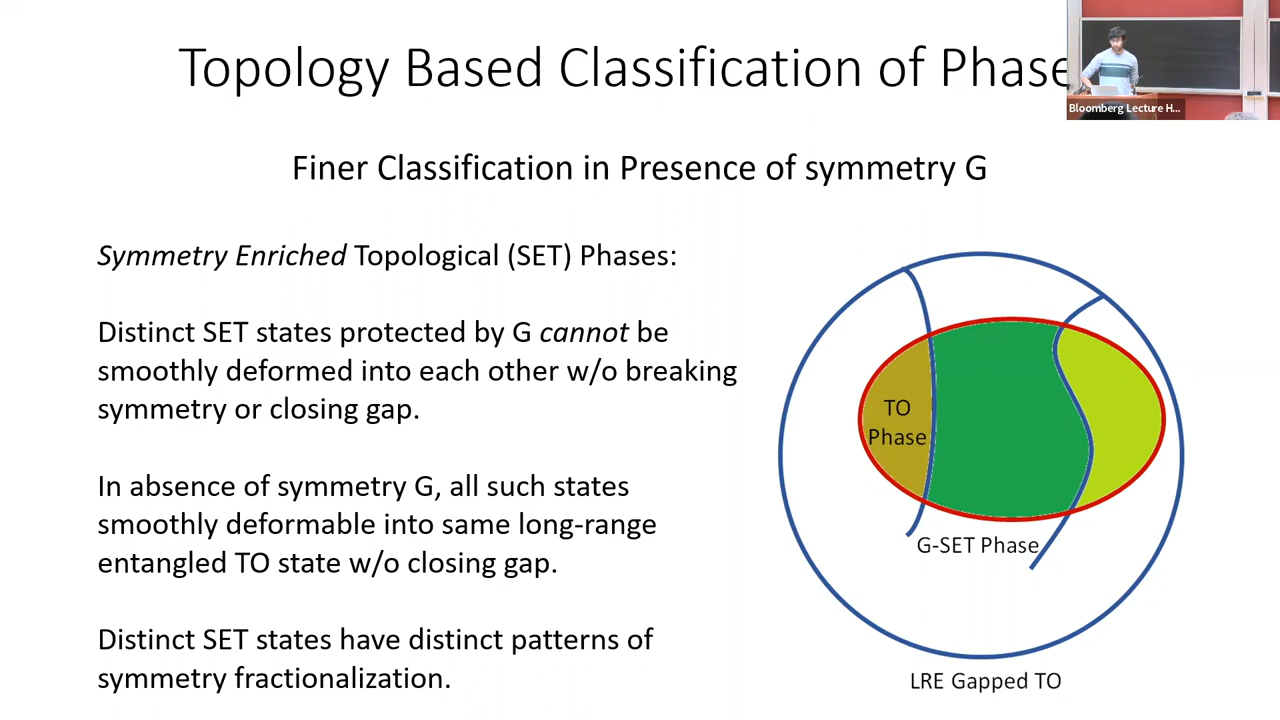 Topology Based Classification of Phase
Bloomberg Lecture H...
Finer Classification in Presence of symmetry G
Symmetry Enriched Topological (SET) Phases:
Distinct SET states protected by G cannot be
smoothly deformed into each other w/o breaking
symmetry or closing gap.
In absence of symmetry G, all such states
smoothly deformable into same long-range
entangled TO state w/o closing gap.
Distinct SET states have distinct patterns of
symmetry fractionalization.
TO
Phase
G-SET Phase
LRE Gapped TO